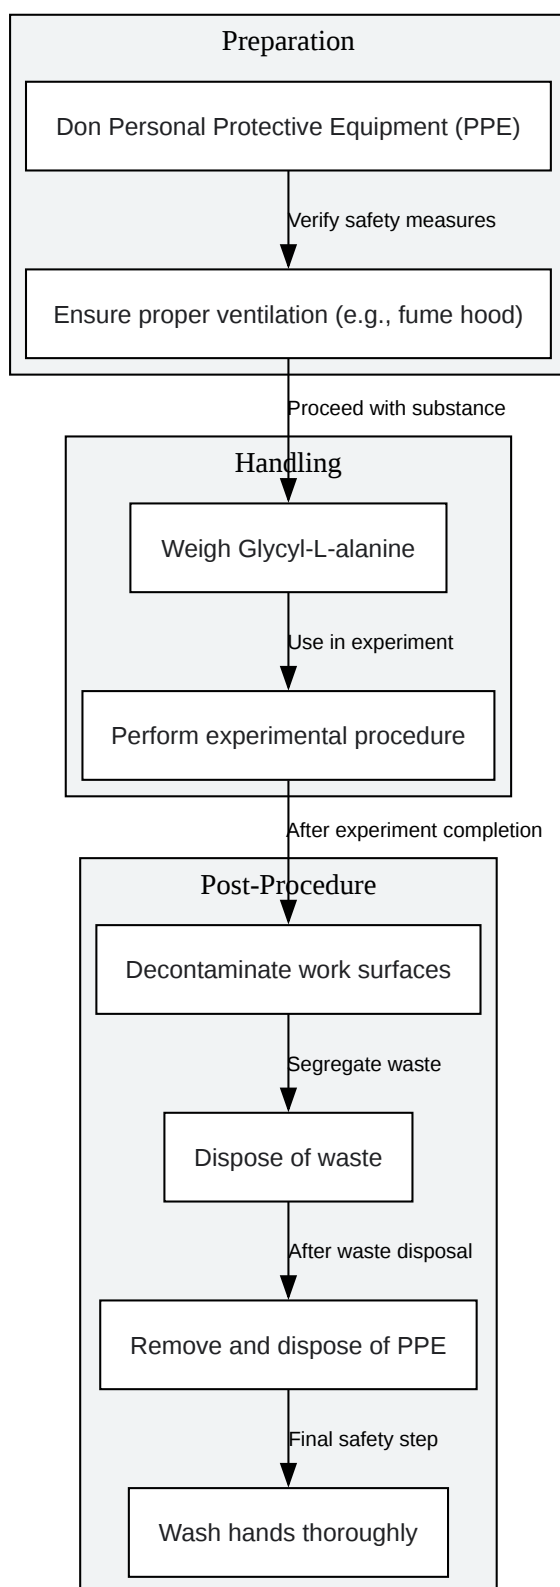 Preparation
Don Personal Protective Equipment (PPE)
Verify safety measures
Ensure proper ventilation (e.g., fume hood)
Proceed with substance
Handling
Weigh Glycyl-L-alanine
Use in experiment
Perform experimental procedure
After experiment completion
Post-Procedure
Decontaminate work surfaces
Segregate waste
Dispose of waste
After waste disposal
Remove and dispose of PPE
Final safety step
Wash hands thoroughly